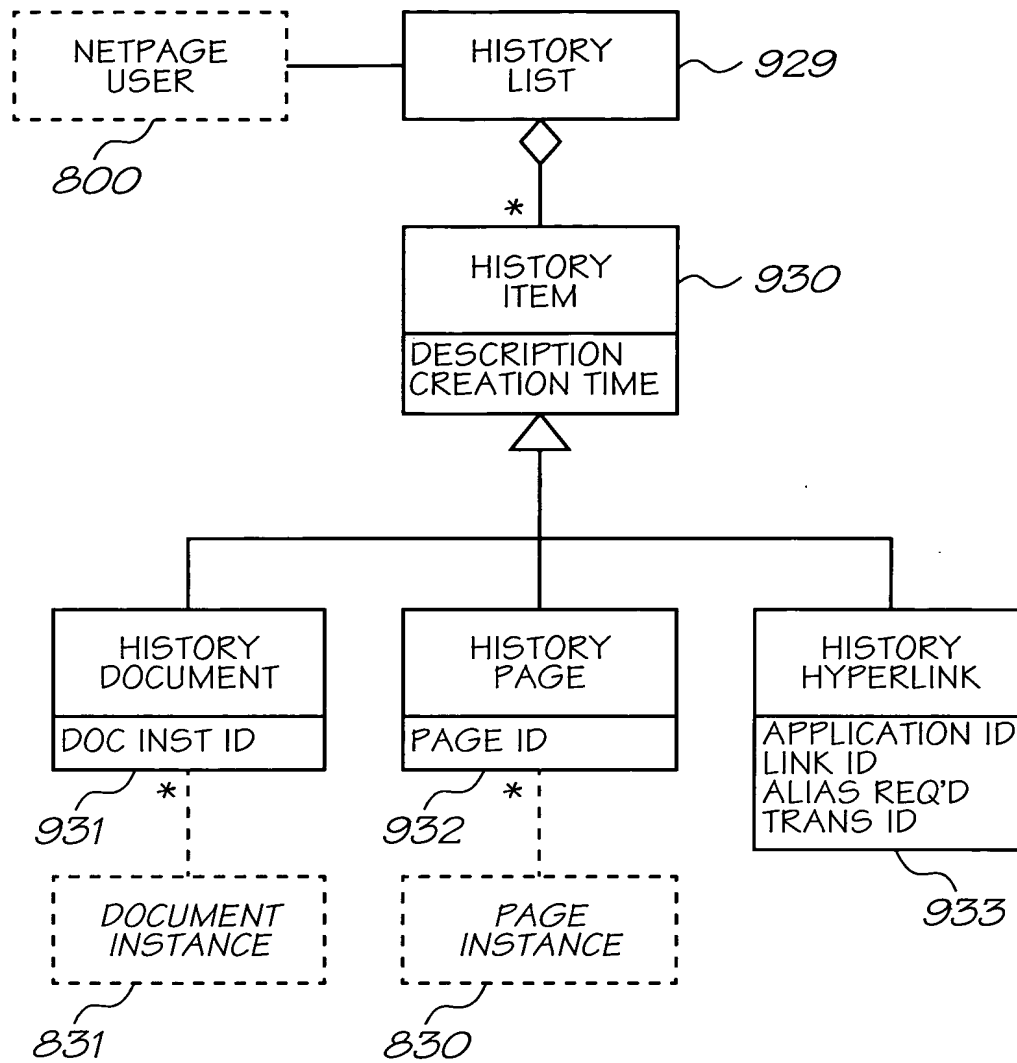 NETPAGE
USER
800
HISTORY
LIST
929
*
HISTORY
ITEM
930
DESCRIPTION
CREATION TIME
HISTORY
DOCUMENT
DOC INST ID
931
*
HISTORY
PAGE
PAGE ID
932
*
HISTORY
HYPERLINK
APPLICATION ID
LINK ID
ALIAS REQ'D
TRANS ID
933
DOCUMENT
INSTANCE
831
PAGE
INSTANCE
830